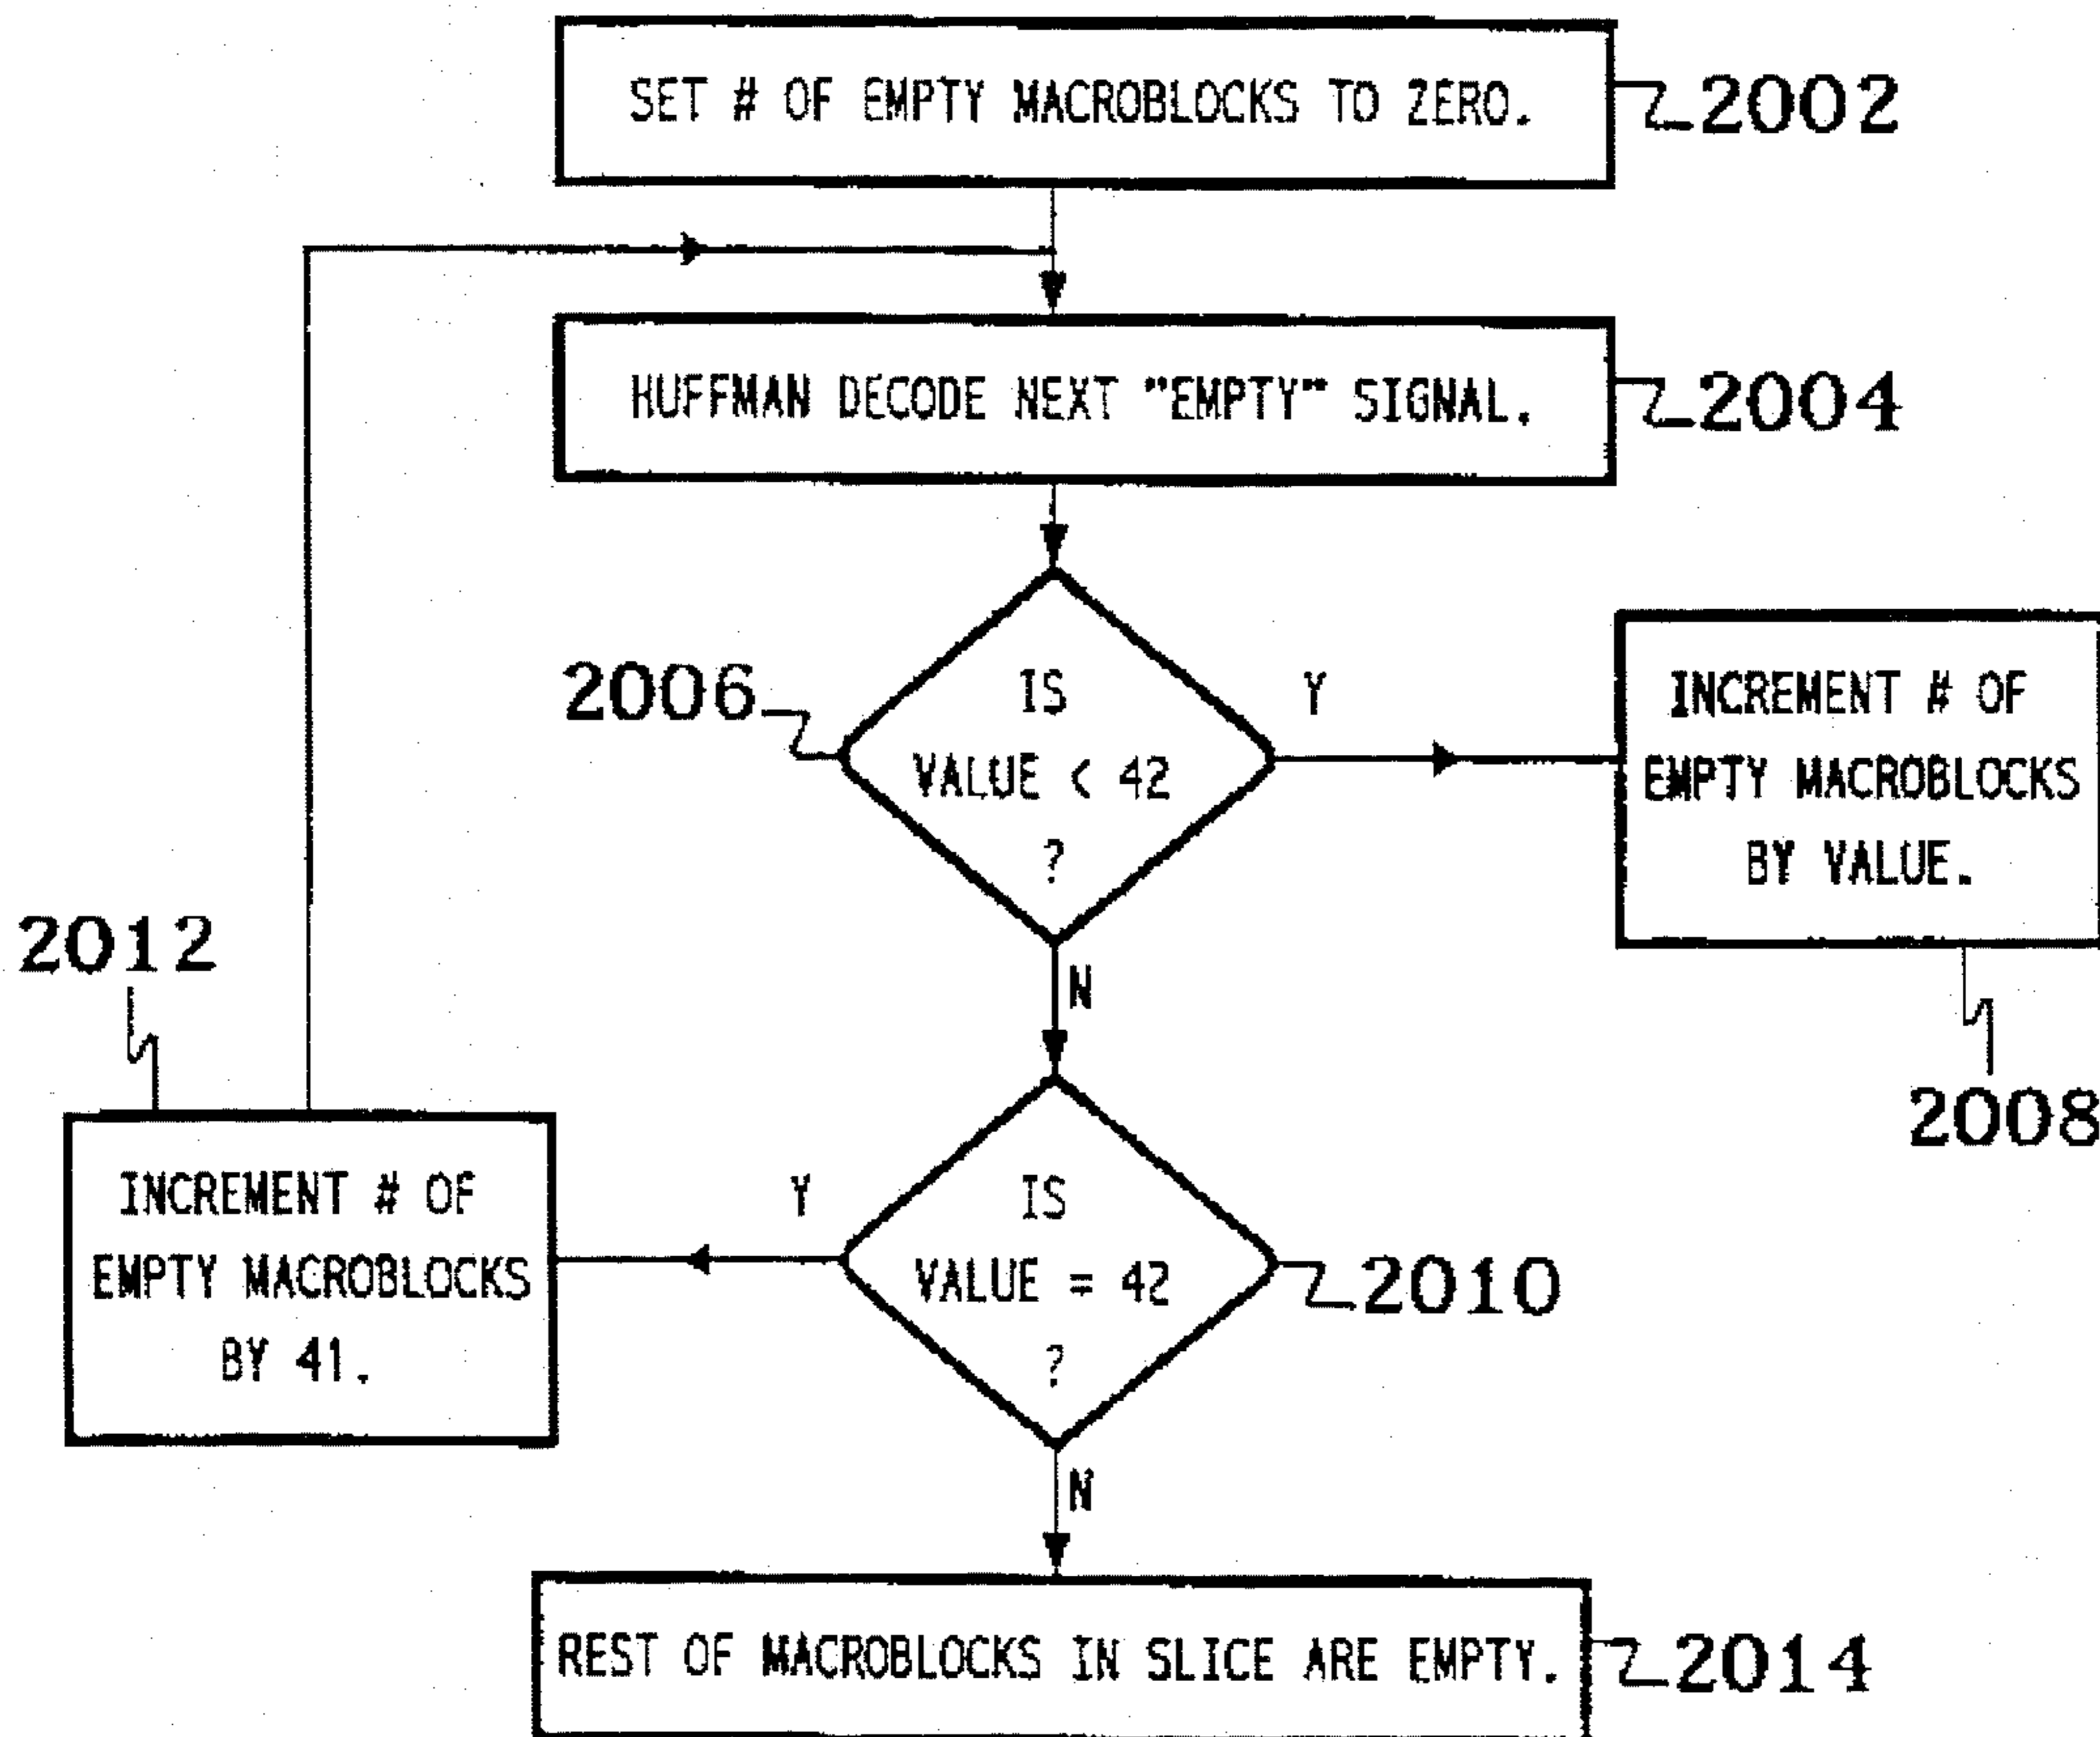 SET # OF EMPTY MACROBLOCKS TO ZERO.
2002
HUFFMAN DECODE NEXT "EMPTY" SIGNAL.
2004
2006
IS
VALUE < 42
?
Y
INCREMENT # OF
EMPTY MACROBLOCKS
BY VALUE.
2008
N
2012
INCREMENT # OF
EMPTY MACROBLOCKS
BY 41.
Y
IS
VALUE = 42
?
2010
N
REST OF MACROBLOCKS IN SLICE ARE EMPTY.
2014